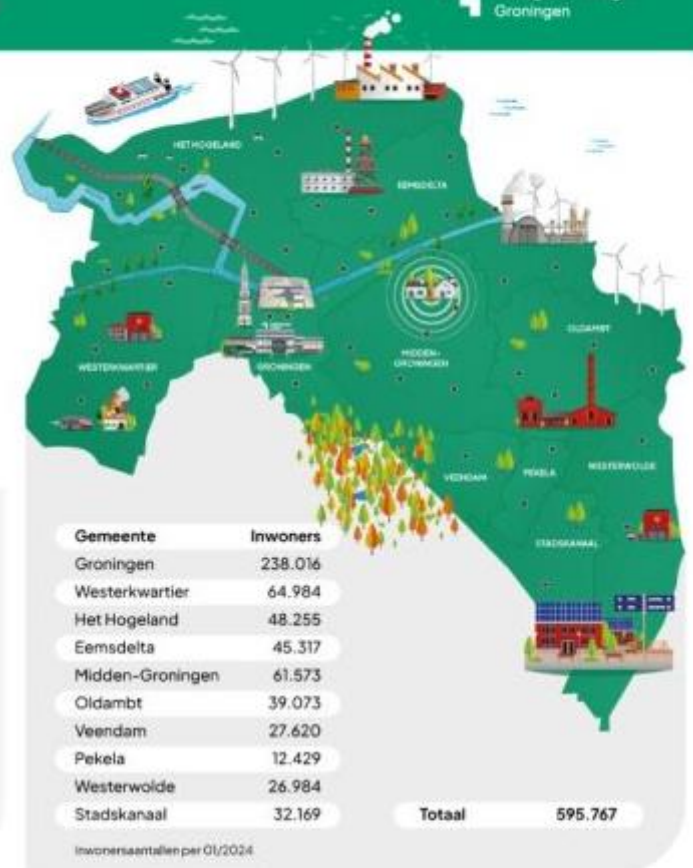 Groningen
HET HOGELAND
EEMSDELTA
OLDAMBT
MIDDEN-
GRONINGEN
WESTERKWARTIER
GRONINGEN
VEENDAM
PEKELA
WESTERWOLDE
STADSKANAAL
Gemeente Inwoners
Groningen 238.016
Westerkwartier 64.984
Het Hogeland 48.255
Eemsdelta 45.317
Midden-Groningen 61.573
Oldambt 39.073
Veendam 27.620
Pekela 12.429
Westerwolde 26.984
Stadskanaal 32.169
Totaal 595.767
Inwonersaantallen per 01/2024